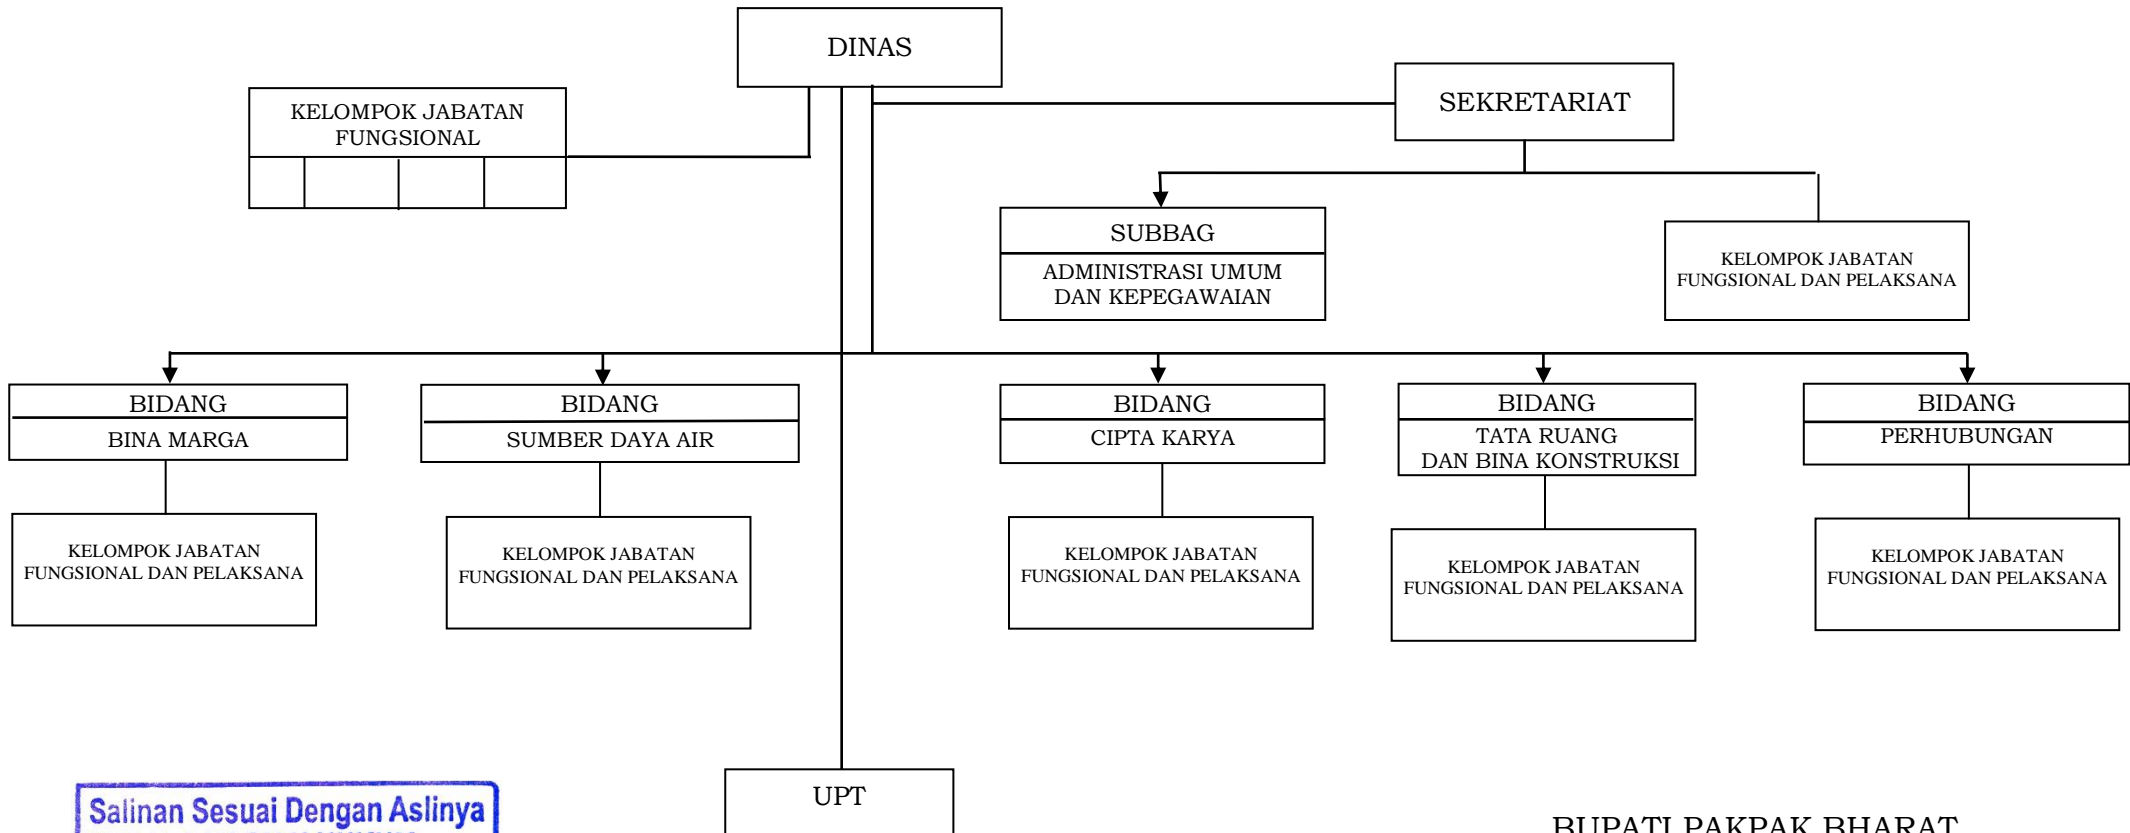 DINAS
KELOMPOK JABATAN
FUNGSIONAL
SEKRETARIAT
SUBBAG
ADMINISTRASI UMUM
DAN KEPEGAWAIAN
KELOMPOK JABATAN
FUNGSIONAL DAN PELAKSANA
BIDANG
BINA MARGA
BIDANG
SUMBER DAYA AIR
BIDANG
CIPTA KARYA
BIDANG
TATA RUANG
DAN BINA KONSTRUKSI
BIDANG
PERHUBUNGAN
KELOMPOK JABATAN
FUNGSIONAL DAN PELAKSANA
KELOMPOK JABATAN
FUNGSIONAL DAN PELAKSANA
KELOMPOK JABATAN
FUNGSIONAL DAN PELAKSANA
KELOMPOK JABATAN
FUNGSIONAL DAN PELAKSANA
KELOMPOK JABATAN
FUNGSIONAL DAN PELAKSANA
UPT
Salinan Sesuai Dengan Aslinya
BUPATI PAKPAK BHARAT